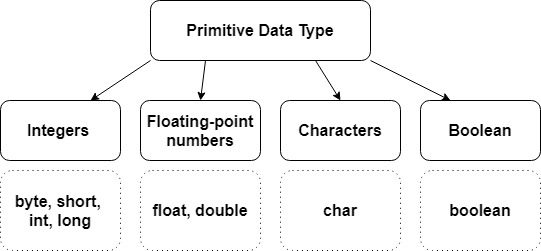 Primitive Data Type
Integers
Floating-point
numbers
Characters
Boolean
byte, short,
int, long
float, double
char
boolean